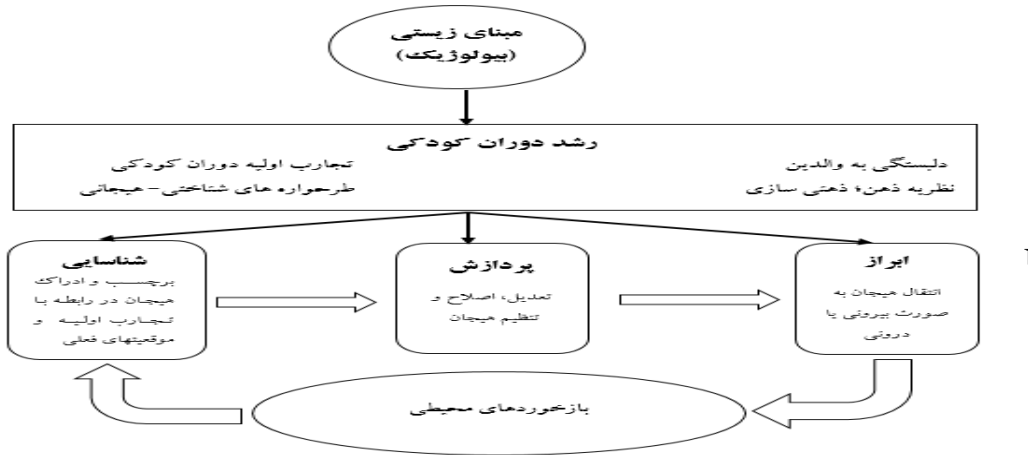 مبنای زیستی
(بیولوژیک)
رشد دوران کودکی
دلبستگی به والدین
تجارب اولیه دوران کودکی
نظریه ذهن؛ ذهنی سازی
طرحواره های شناختی- هیجانی
ابراز
انتقال هیجان به
صورت بیرونی یا
درونی
پردازش
تعدیل، اصلاح و
تنظیم هیجان
شناسایی
برچسب و ادراک
هیجان در رابطه با
تجارب اولیه و
موقعیتهای فعلی
بازخوردهای محیطی